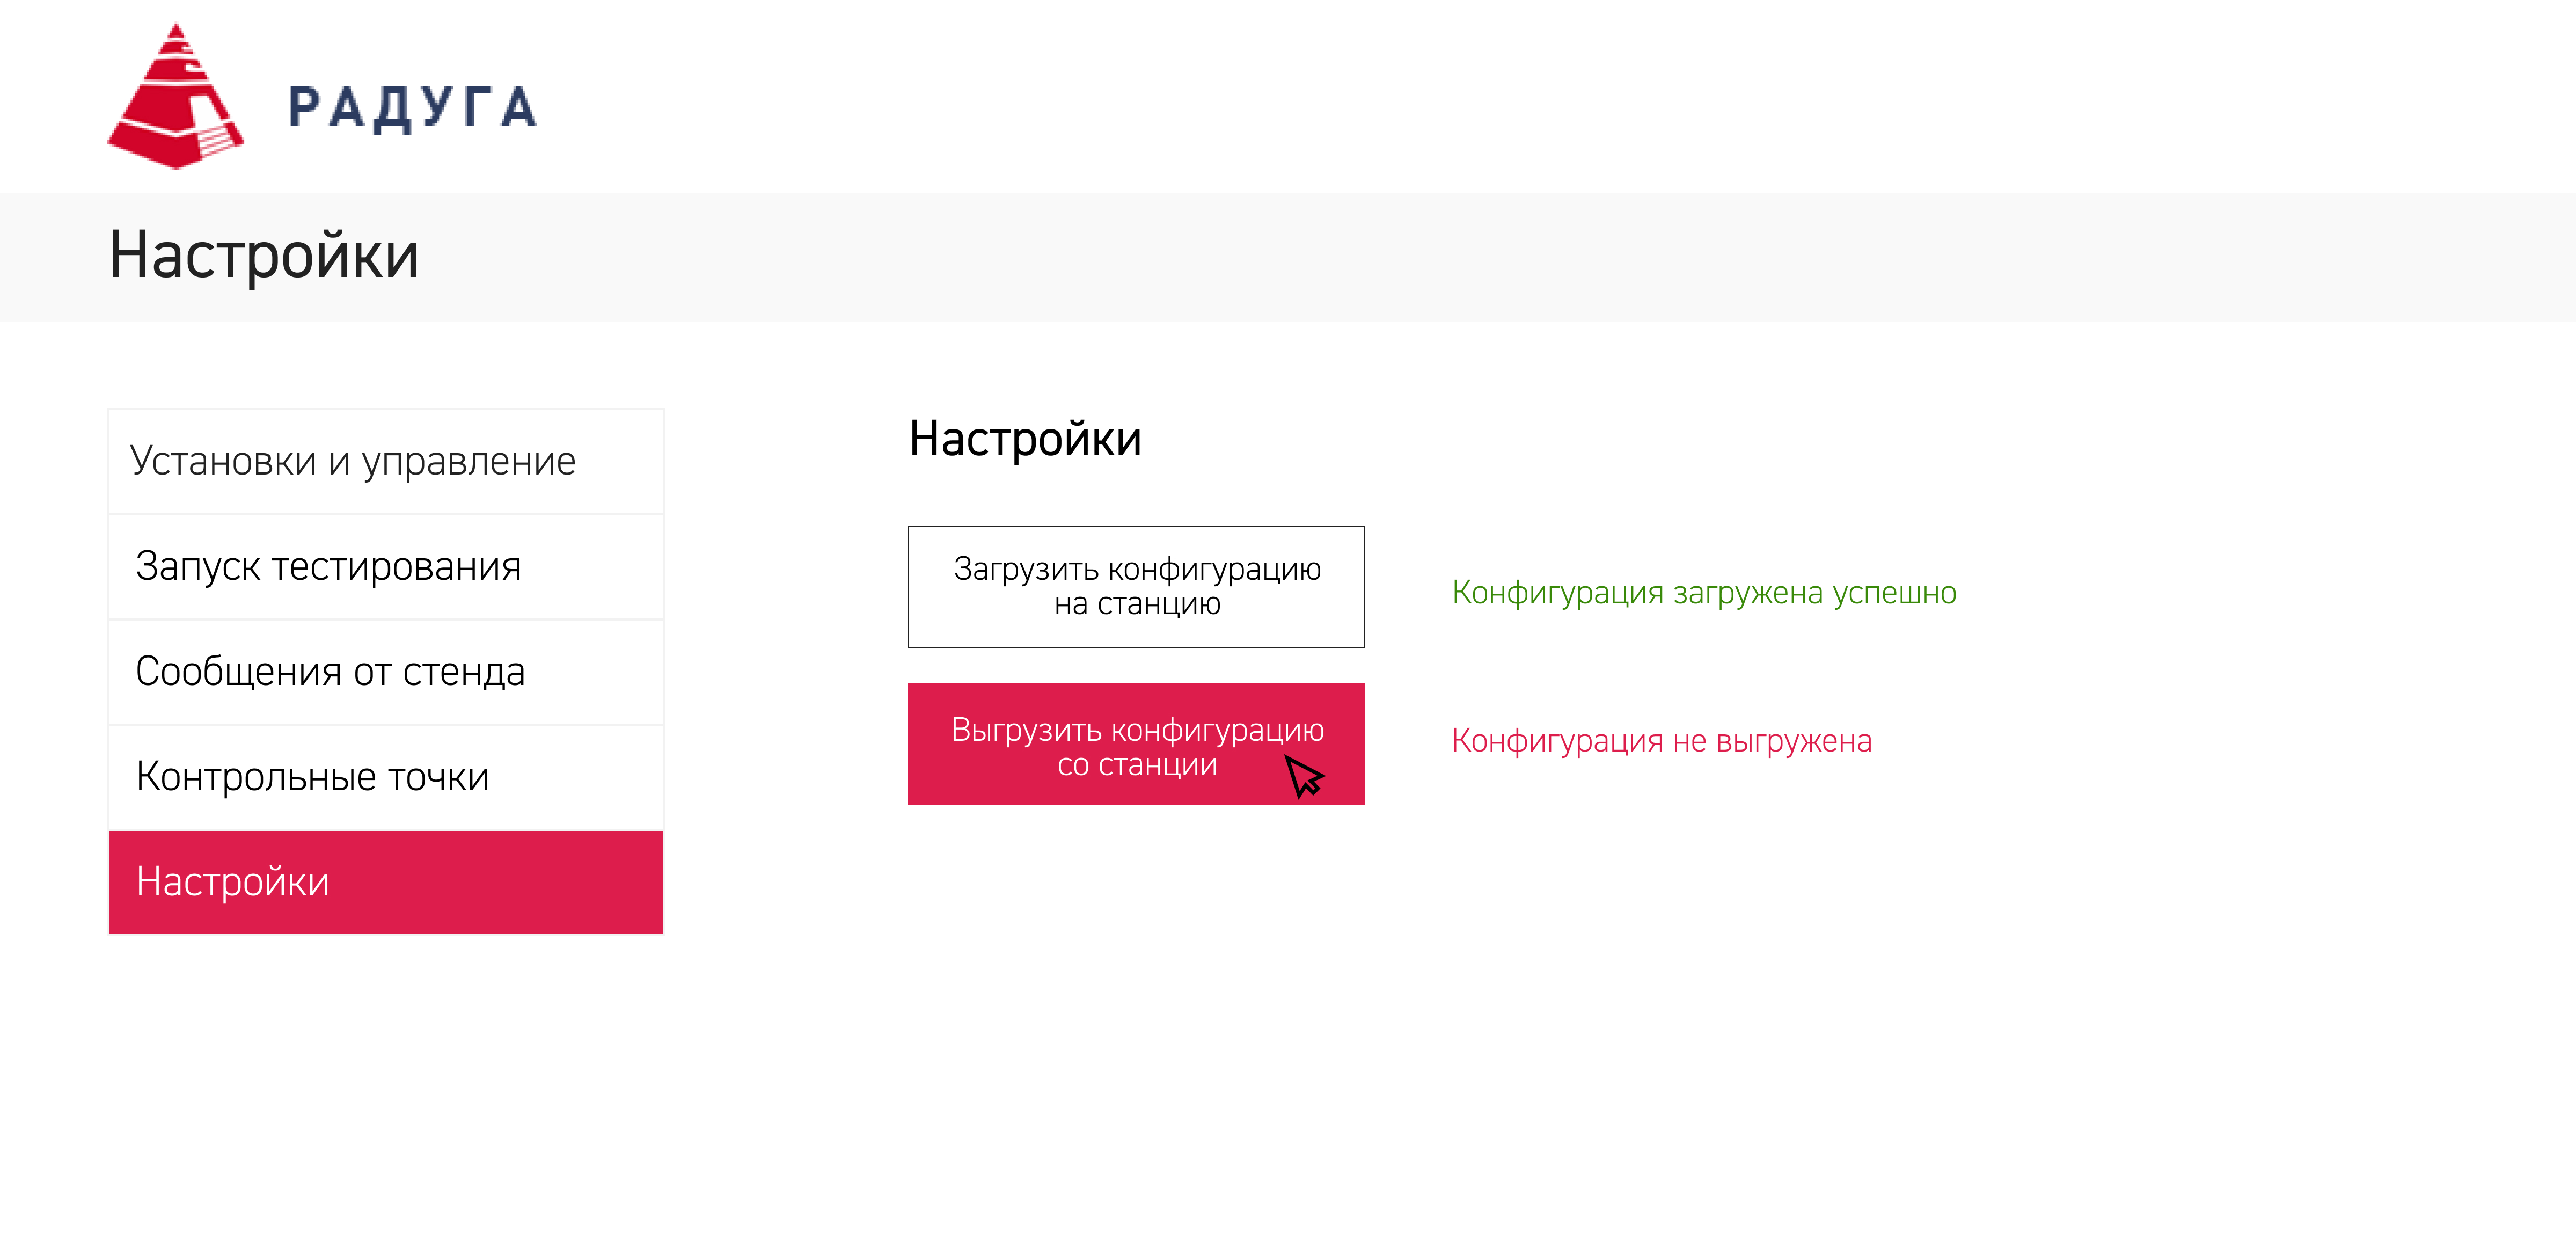 РАДУГА
Настройки
Установки и управление
Запуск тестирования
Сообщения от стенда
Контрольные точки
Настройки
Настройки
Загрузить конфигурацию
на станцию
Конфигурация загружена успешно
Выгрузить конфигурацию
со станции
Конфигурация не выгружена